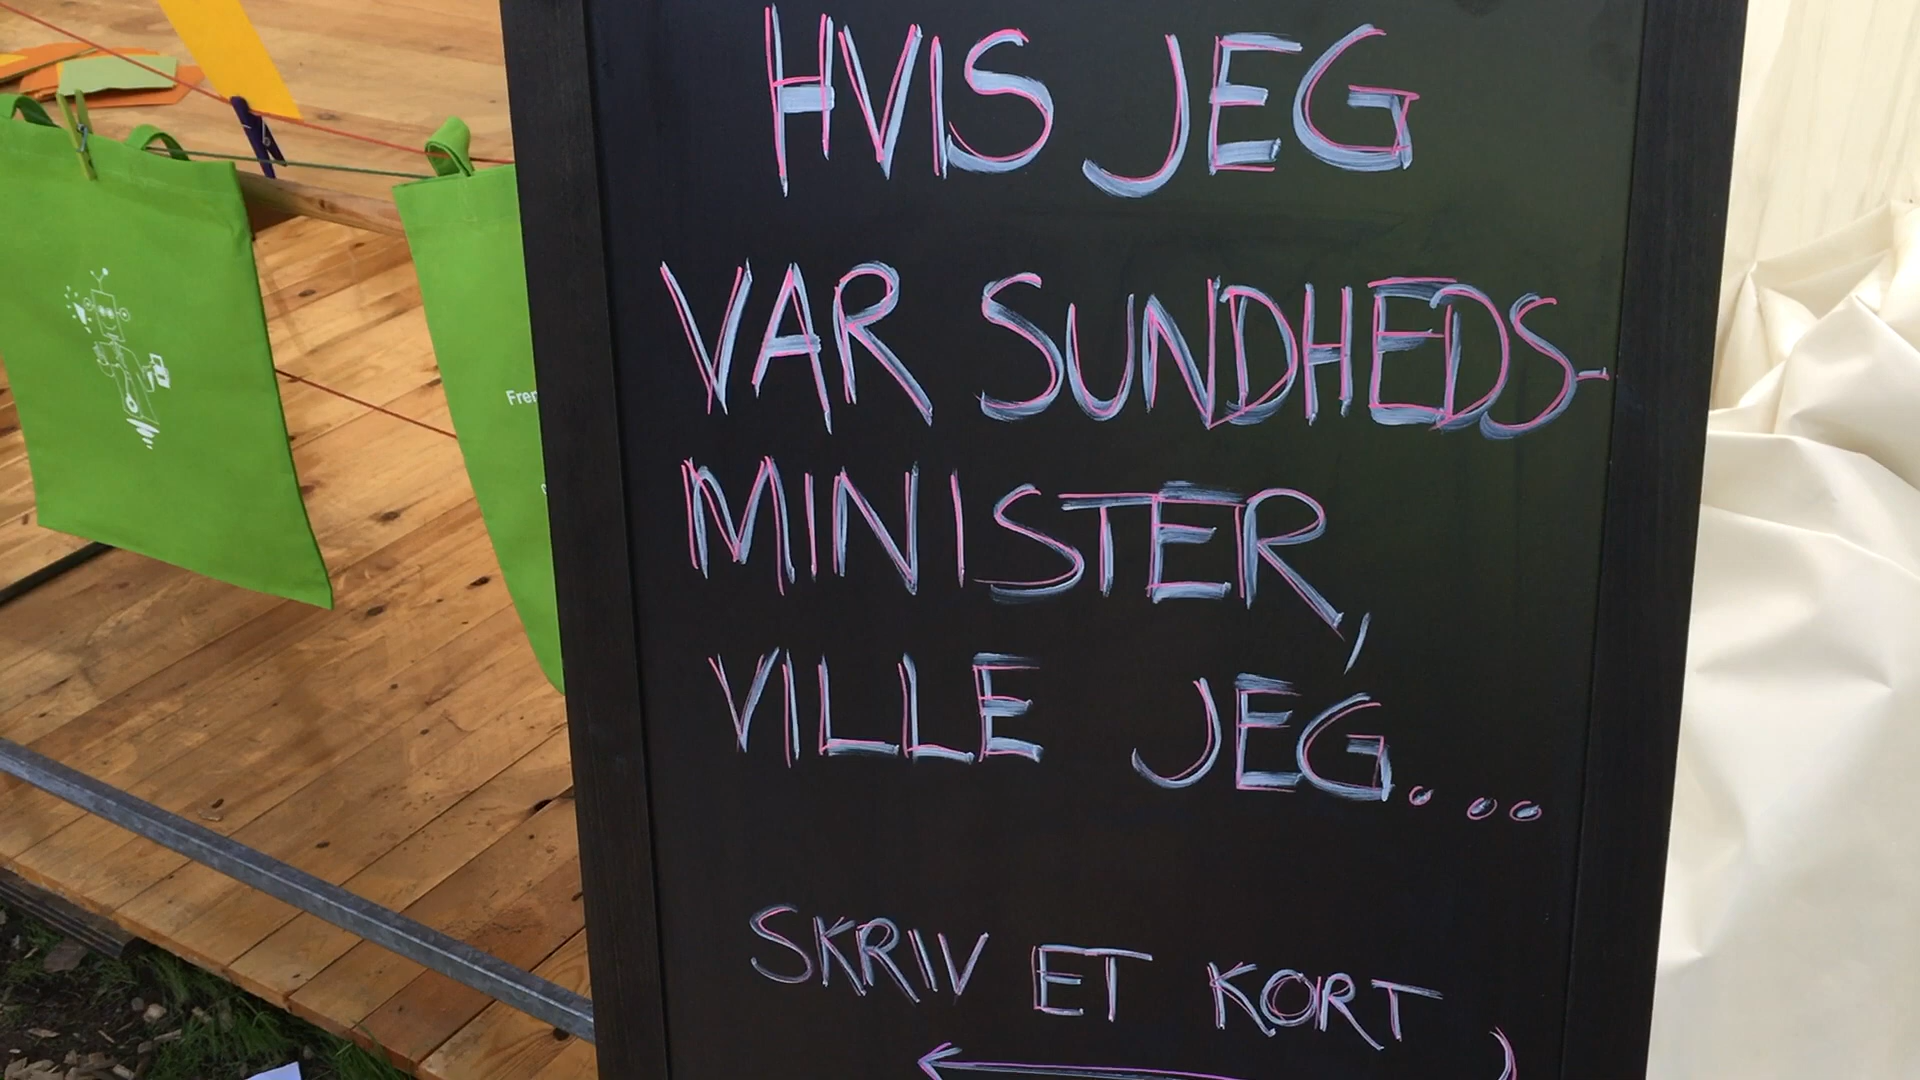 HVIS JEG
VAR SUNDHEDS-
MINISTER,
VILLE JEG...
SKRIV ET KORT